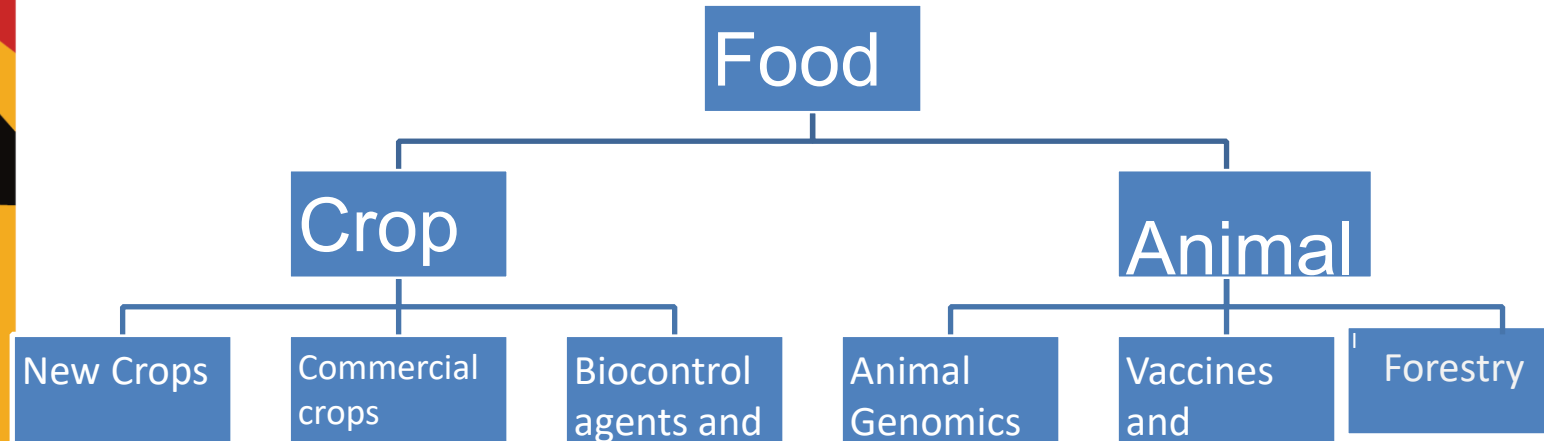 Food
Crop
Animal
New Crops
Commercial
crops
Biocontrol
agents and
Animal
Genomics
Vaccines
and
Forestry